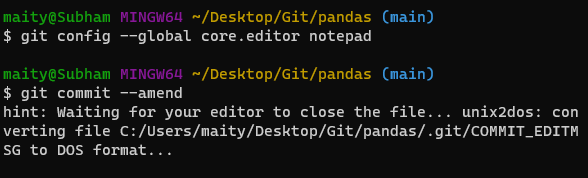 maity@Subham MINGW64 ~/Desktop/Git/pandas (main)
$ git config --global core.editor notepad
maity@Subham MINGW64 ~/Desktop/Git/pandas (main)
$ git commit --amend
hint: Waiting for your editor to close the file... unix2dos: con
verting file C:/Users/maity/Desktop/Git/pandas/.git/COMMIT_EDITM
SG to DOS format...